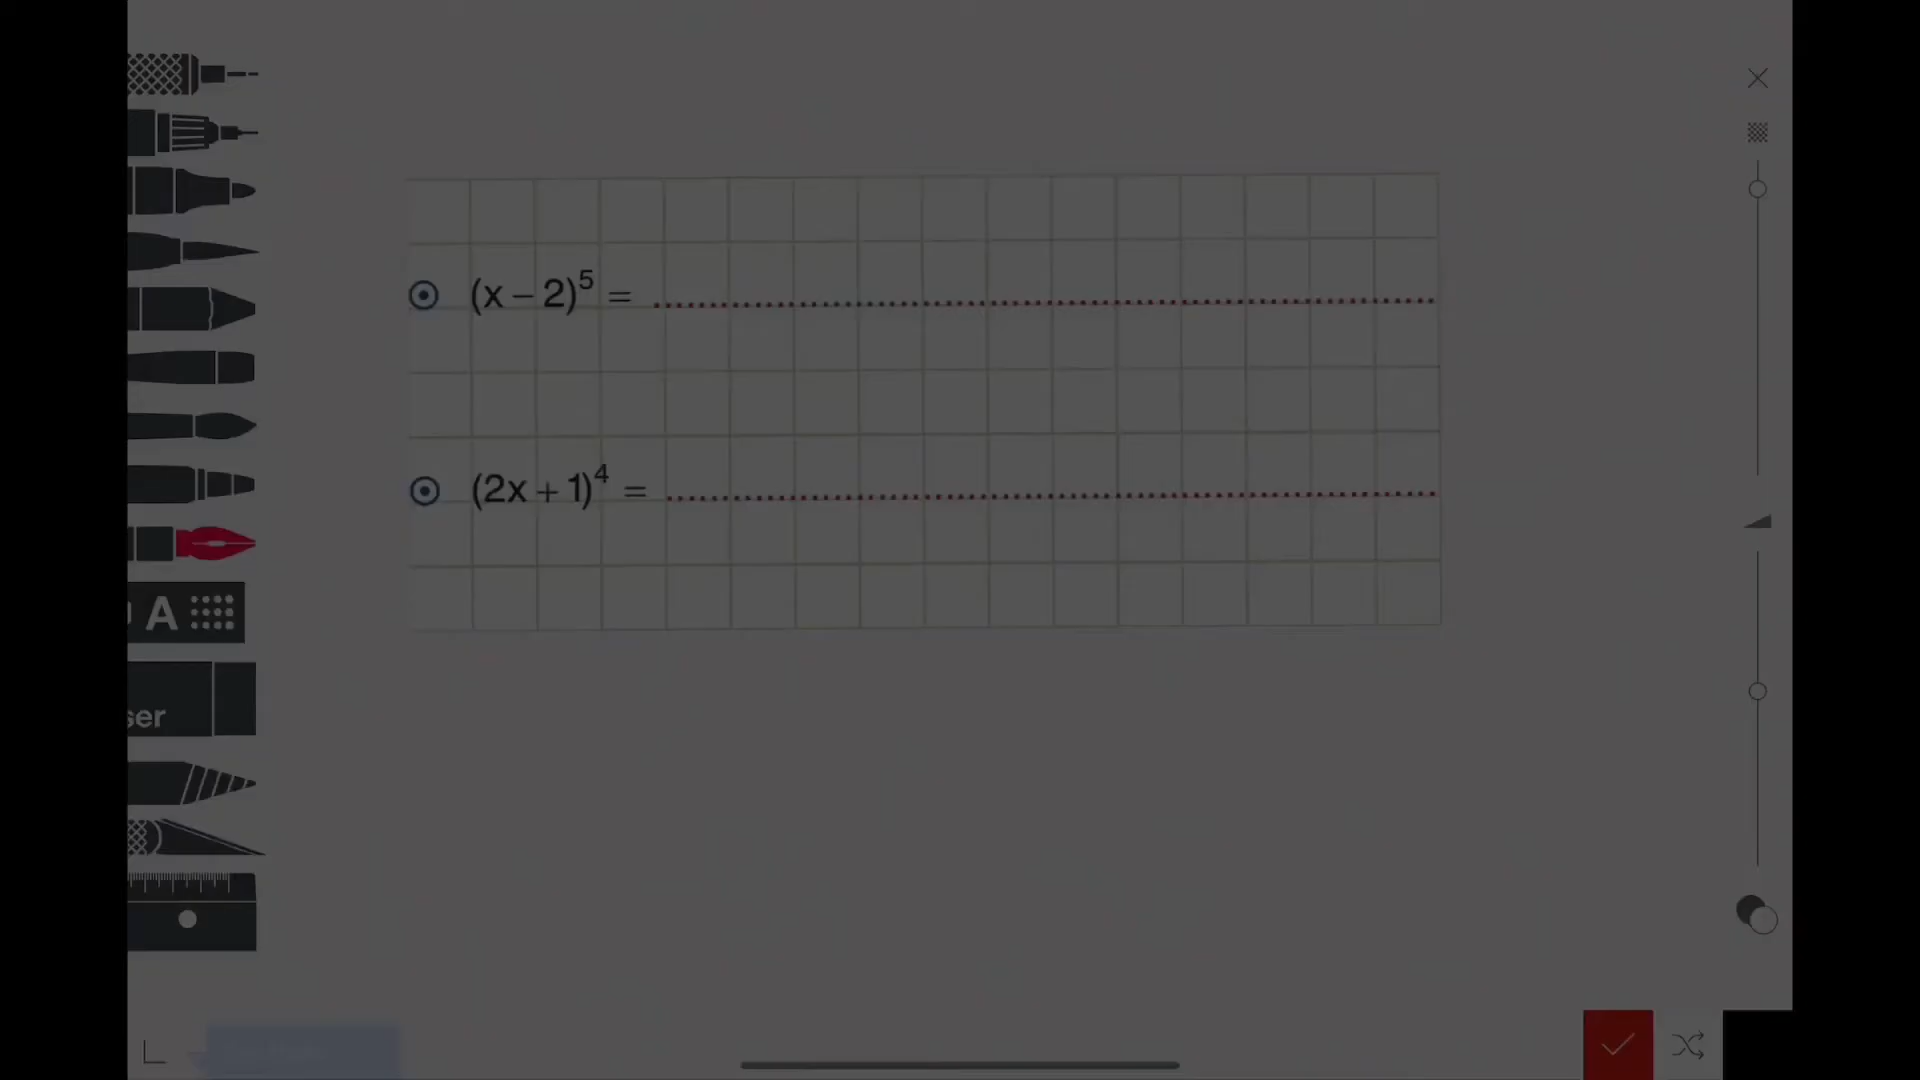 (x – 2)⁵ = ....................
(2x + 1)⁴ = ....................
A
ser